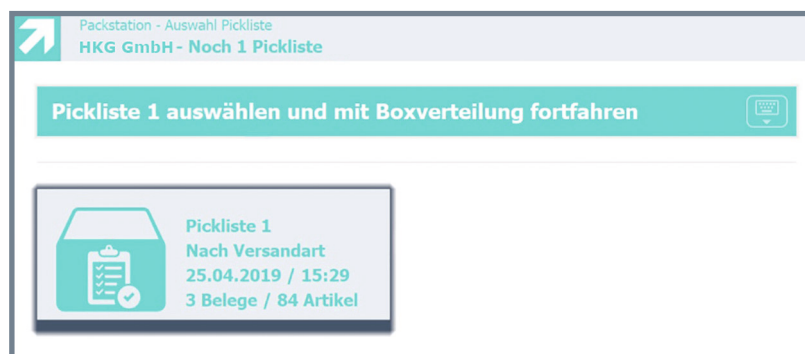 Packstation - Auswahl Pickliste
HKG GmbH - Noch 1 Pickliste
Pickliste 1 auswählen und mit Boxverteilung fortfahren
Pickliste 1
Nach Versandart
25.04.2019 / 15:29
3 Belege / 84 Artikel